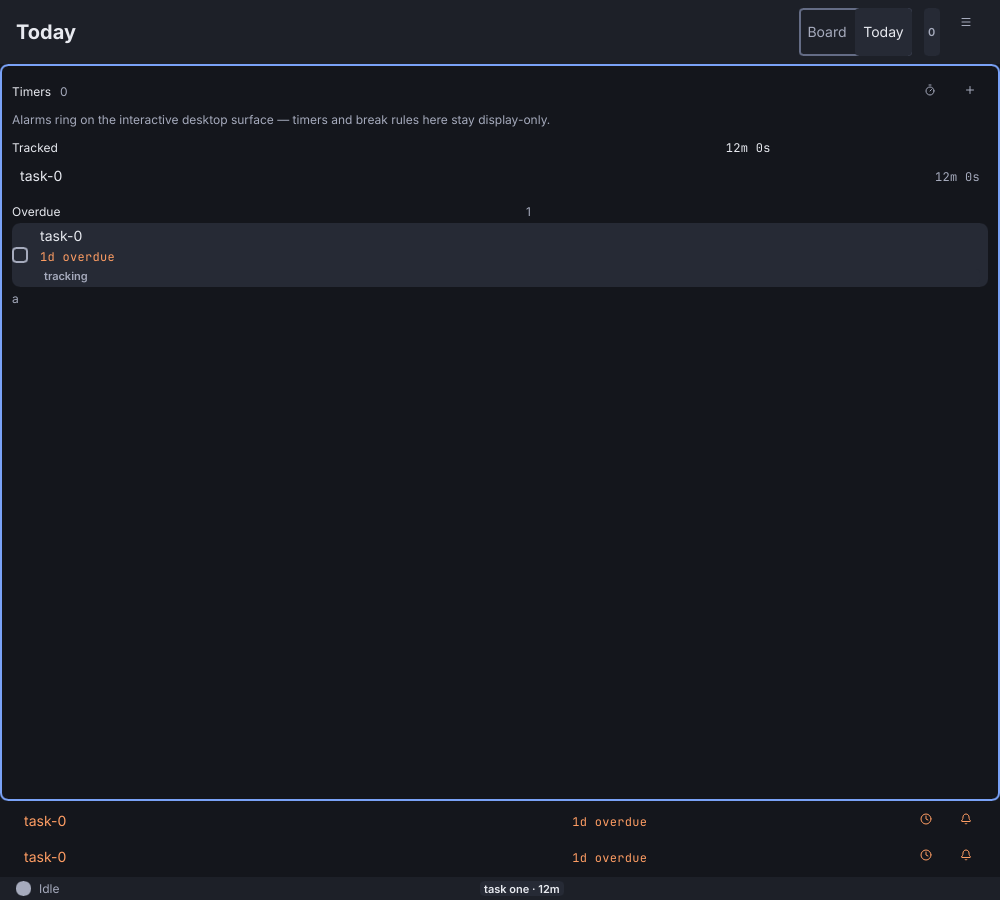 Today
Board Today 0
Timers 0
Alarms ring on the interactive desktop surface — timers and break rules here stay display-only.
Tracked 12m 0s
task-0 12m 0s
Overdue 1
task-0
1d overdue
tracking
a
task-0 1d overdue
task-0 1d overdue
Idle task one · 12m